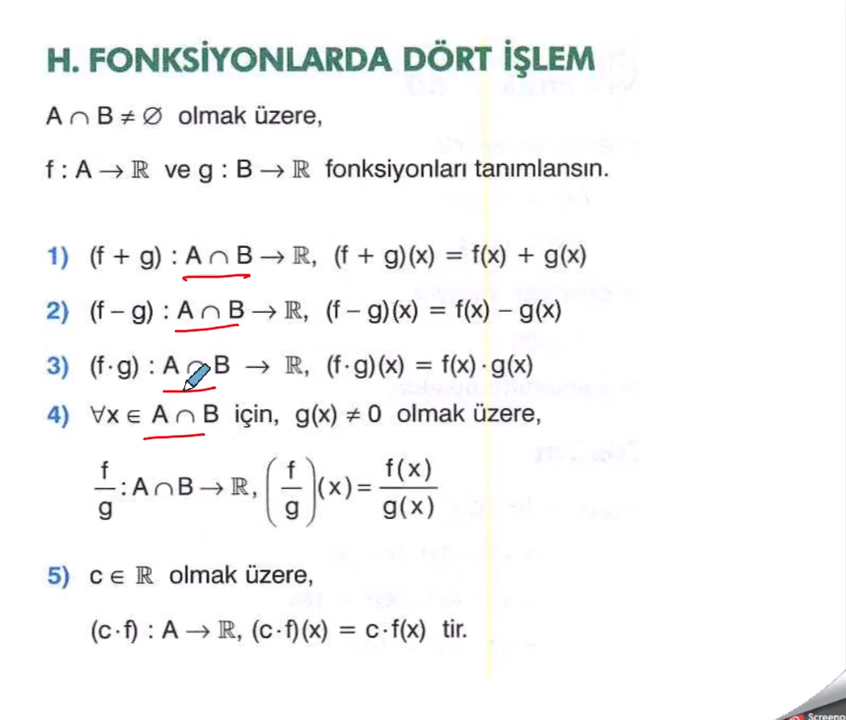 H. FONKSİYONLARDA DÖRT İŞLEM
A ∩ B ≠ ∅ olmak üzere,
f : A → ℝ ve g : B → ℝ fonksiyonları tanımlansın.
1) (f + g) : A ∩ B → ℝ, (f + g)(x) = f(x) + g(x)
2) (f – g) : A ∩ B → ℝ, (f – g)(x) = f(x) – g(x)
3) (f·g) : A ∩ B → ℝ, (f·g)(x) = f(x)·g(x)
4) ∀x ∈ A ∩ B için, g(x) ≠ 0 olmak üzere,
f/g : A∩B → ℝ, (f/g)(x) = f(x)/g(x)
5) c ∈ ℝ olmak üzere,
(c·f) : A → ℝ, (c·f)(x) = c·f(x) tir.